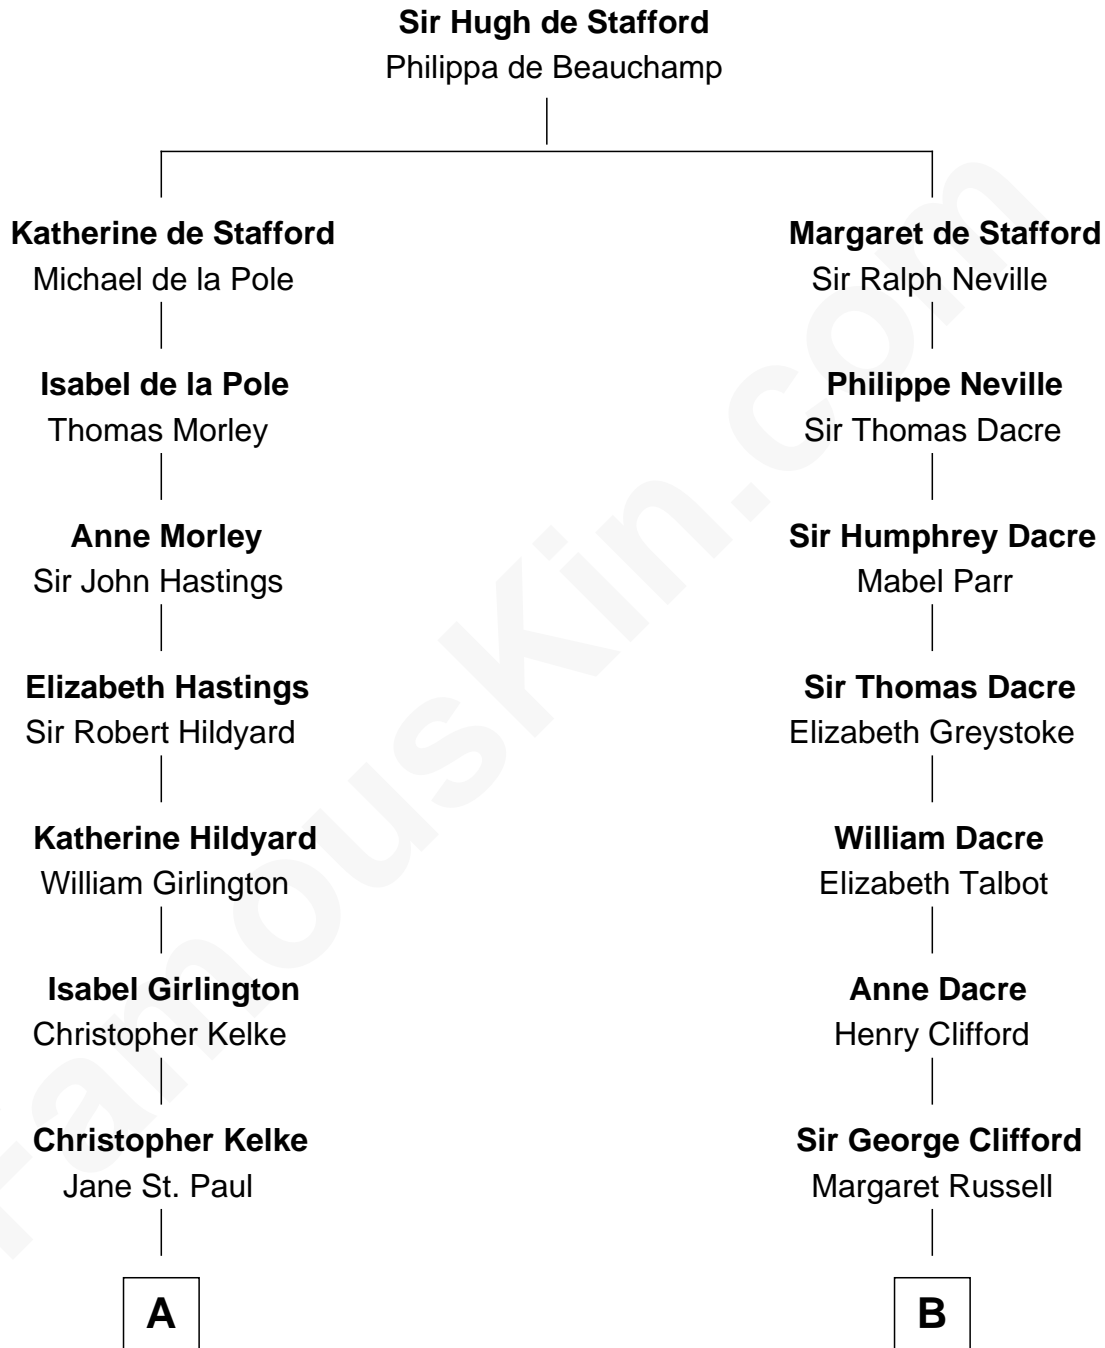 Sir Hugh de Stafford
Philippa de Beauchamp
Katherine de Stafford
Michael de la Pole
Margaret de Stafford
Sir Ralph Neville
Isabel de la Pole
Thomas Morley
Philippe Neville
Sir Thomas Dacre
Anne Morley
Sir John Hastings
Sir Humphrey Dacre
Mabel Parr
Elizabeth Hastings
Sir Robert Hildyard
Sir Thomas Dacre
Elizabeth Greystoke
Katherine Hildyard
William Girlington
William Dacre
Elizabeth Talbot
Isabel Girlington
Christopher Kelke
Anne Dacre
Henry Clifford
Christopher Kelke
Jane St. Paul
Sir George Clifford
Margaret Russell
A
B
FamousKin.com